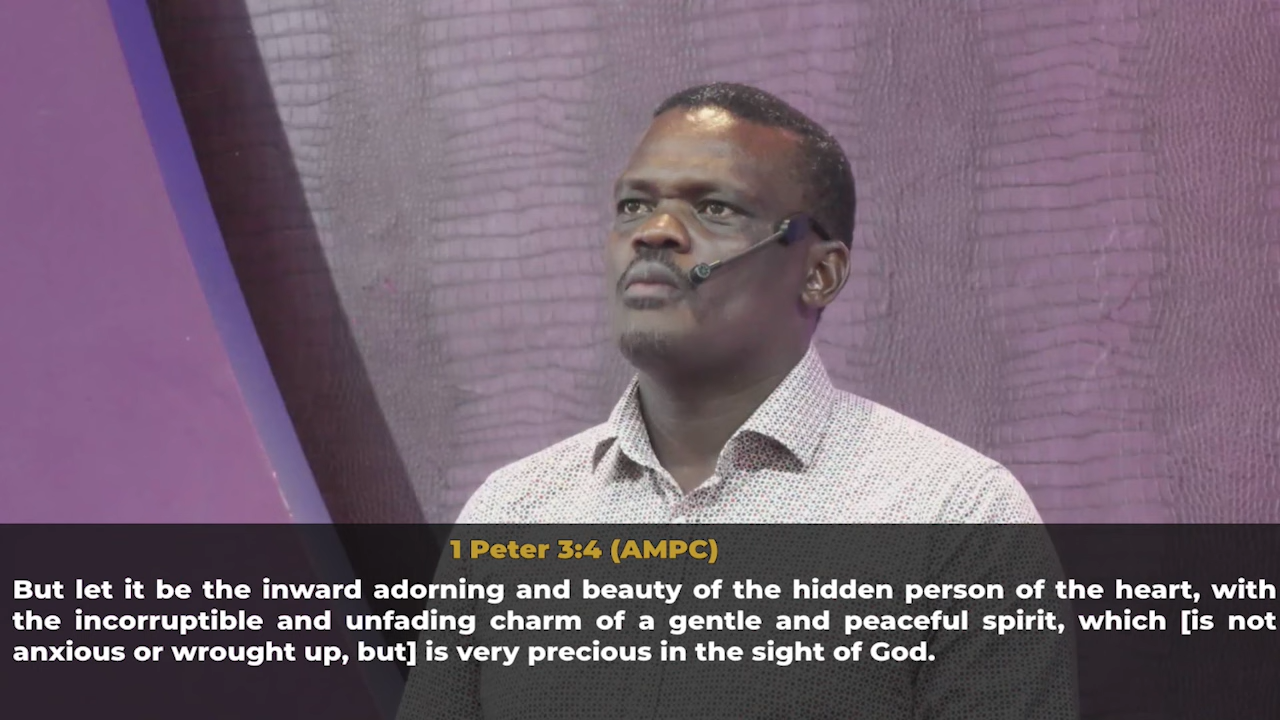 1 Peter 3:4 (AMPC)
But let it be the inward adorning and beauty of the hidden person of the heart, with
the incorruptible and unfading charm of a gentle and peaceful spirit, which [is not
anxious or wrought up, but] is very precious in the sight of God.